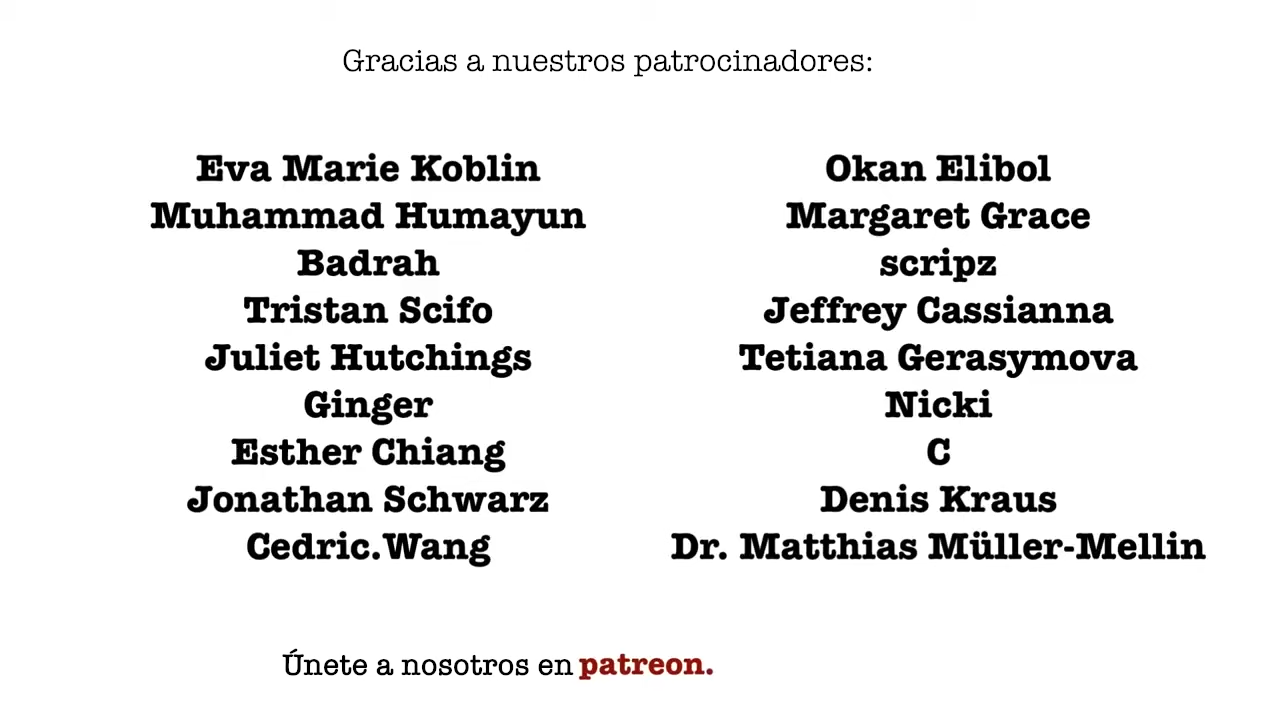 Gracias a nuestros patrocinadores:
Eva Marie Koblin
Muhammad Humayun
Badrah
Tristan Scifo
Juliet Hutchings
Ginger
Esther Chiang
Jonathan Schwarz
Cedric.Wang
Okan Elibol
Margaret Grace
scripz
Jeffrey Cassianna
Tetiana Gerasymova
Nicki
C
Denis Kraus
Dr. Matthias Müller-Mellin
Únete a nosotros en patreon.